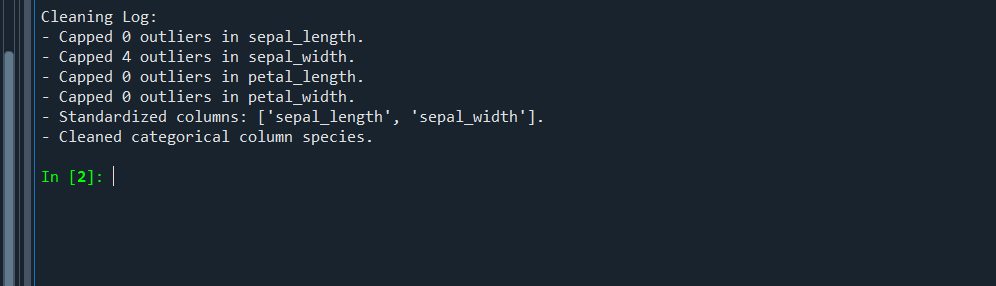 Cleaning Log:
- Capped 0 outliers in sepal_length.
- Capped 4 outliers in sepal_width.
- Capped 0 outliers in petal_length.
- Capped 0 outliers in petal_width.
- Standardized columns: ['sepal_length', 'sepal_width'].
- Cleaned categorical column species.
In [2]: